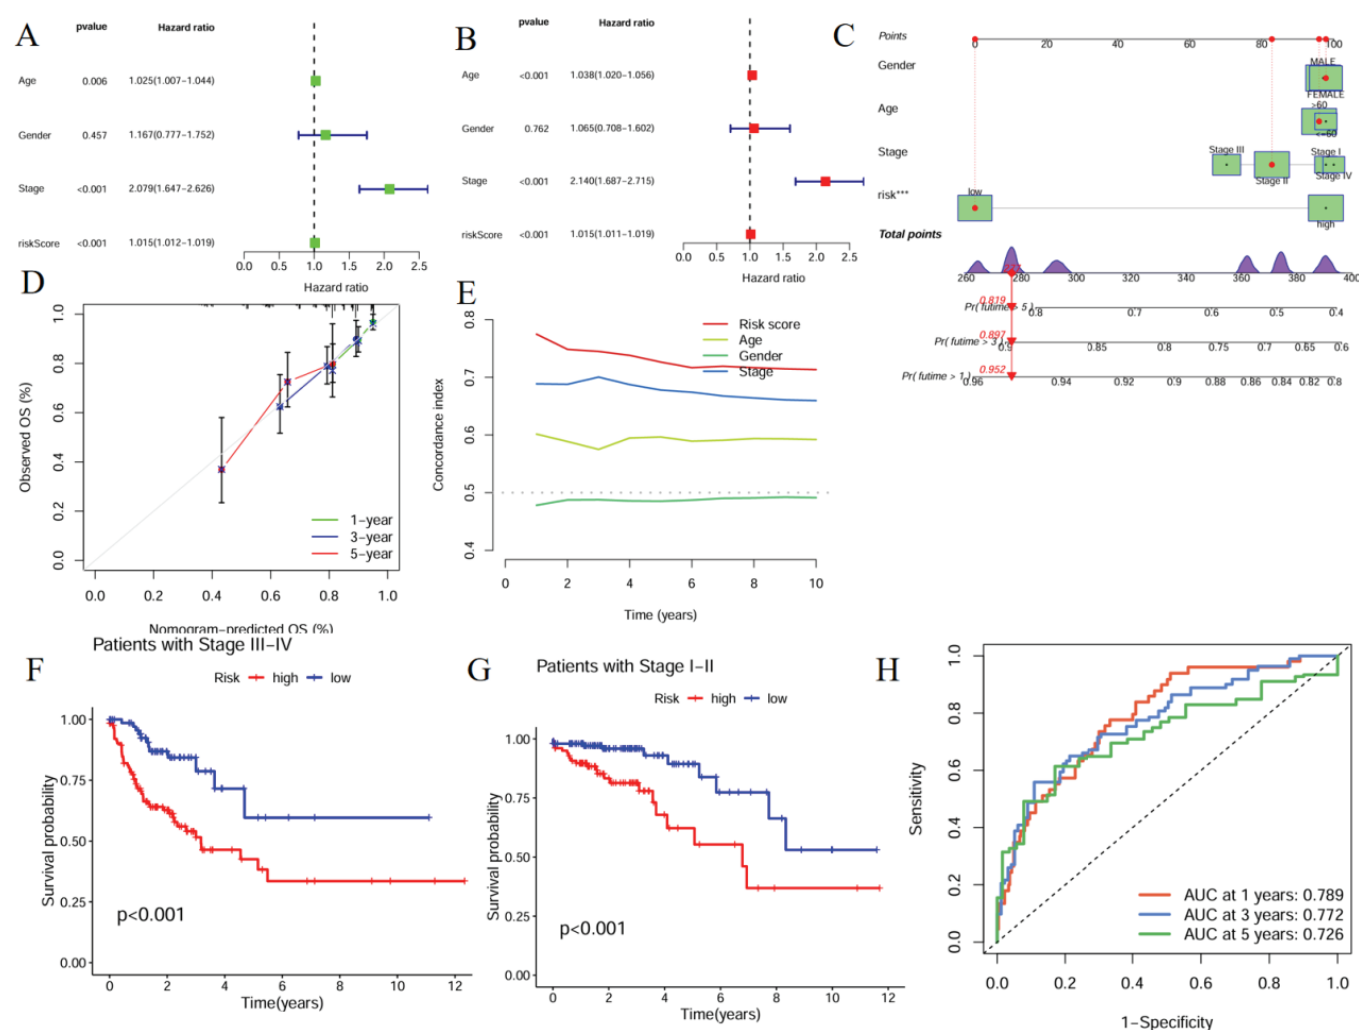 A
pvalue Hazard ratio
Age 0.006 1.025(1.007−1.044)
Gender 0.457 1.167(0.777−1.752)
Stage <0.001 2.079(1.647−2.626)
riskScore <0.001 1.015(1.012−1.019)
0.0 0.5 1.0 1.5 2.0 2.5
Hazard ratio
B
pvalue Hazard ratio
Age <0.001 1.038(1.020−1.056)
Gender 0.762 1.065(0.708−1.602)
Stage <0.001 2.140(1.687−2.715)
riskScore <0.001 1.015(1.011−1.019)
0.0 0.5 1.0 1.5 2.0 2.5
Hazard ratio
C
Points
0 20 40 60 80 100
Gender
MALE
FEMALE
Age
>60
<=60
Stage
Stage III
Stage I
Stage II
Stage IV
risk***
low
high
Total points
277
260 280 300 320 340 360 380 400
0.819
Pr( futime > 5 )
0.8 0.7 0.6 0.5 0.4
0.897
Pr( futime > 3 )
0.9 0.85 0.8 0.75 0.7 0.65 0.6
0.952
Pr( futime > 1 )
0.96 0.94 0.92 0.9 0.88 0.86 0.84 0.82 0.8
D
Observed OS (%)
1.0
0.8
0.6
0.4
0.2
0.0
1−year
3−year
5−year
0.0 0.2 0.4 0.6 0.8 1.0
Nomogram−predicted OS (%)
E
Concordance index
0.8
0.7
0.6
0.5
0.4
Risk score
Age
Gender
Stage
0 2 4 6 8 10
Time (years)
Patients with Stage III−IV
F
Risk high low
Survival probability
1.00
0.75
0.50
0.25
0.00
p<0.001
0 2 4 6 8 10 12
Time(years)
G
Patients with Stage I−II
Risk high low
Survival probability
1.00
0.75
0.50
0.25
0.00
p<0.001
0 2 4 6 8 10 12
Time(years)
H
Sensitivity
1.0
0.8
0.6
0.4
0.2
0.0
AUC at 1 years: 0.789
AUC at 3 years: 0.772
AUC at 5 years: 0.726
0.0 0.2 0.4 0.6 0.8 1.0
1−Specificity